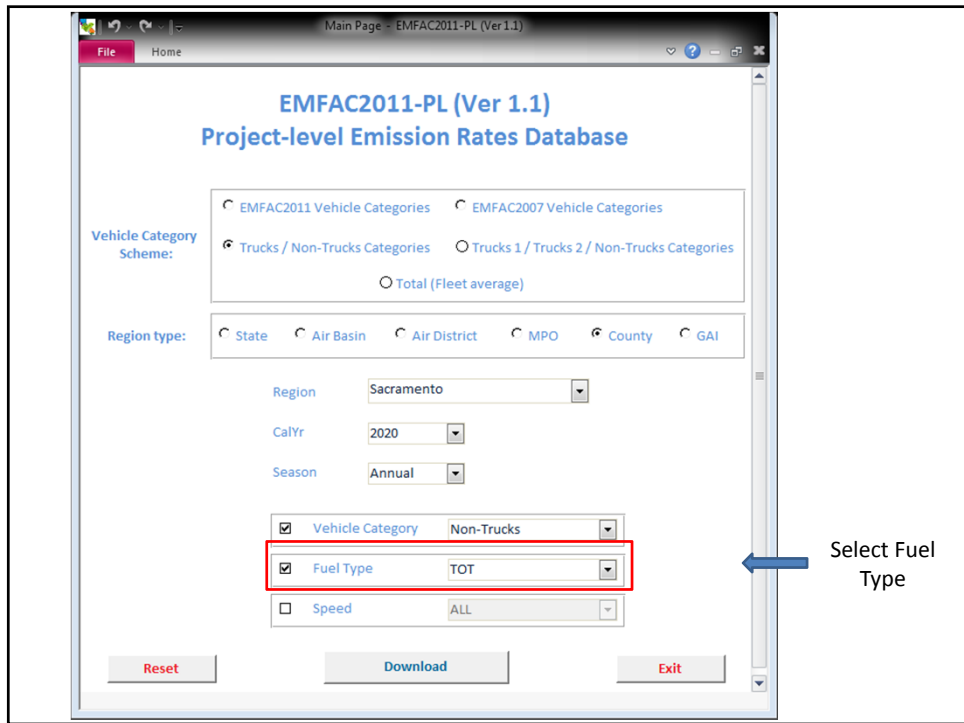 Main Page - EMFAC2011-PL (Ver 1.1)
File Home
EMFAC2011-PL (Ver 1.1)
Project-level Emission Rates Database
Vehicle Category
Scheme:
EMFAC2011 Vehicle Categories EMFAC2007 Vehicle Categories
Trucks / Non-Trucks Categories Trucks 1 / Trucks 2 / Non-Trucks Categories
Total (Fleet average)
Region type: State Air Basin Air District MPO County GAI
Region Sacramento
CalYr 2020
Season Annual
Vehicle Category Non-Trucks
Fuel Type TOT
Speed ALL
Reset Download Exit
Select Fuel
Type